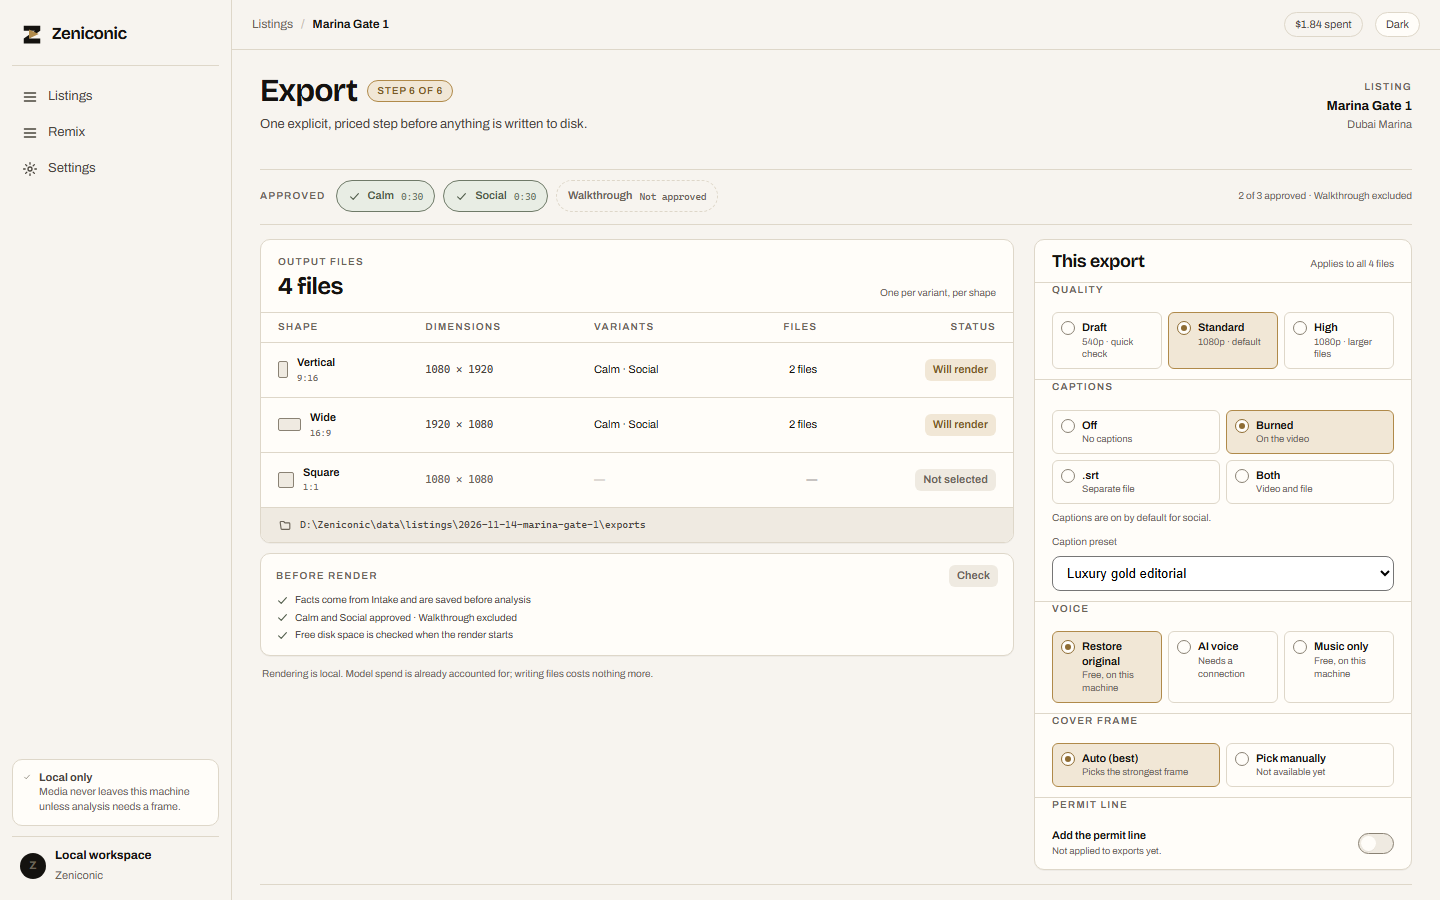 Zeniconic
Listings
Remix
Settings
Local only
Media never leaves this machine
unless analysis needs a frame.
Z
Local workspace
Zeniconic
Listings / Marina Gate 1
$1.84 spent
Dark
Export
STEP 6 OF 6
One explicit, priced step before anything is written to disk.
LISTING
Marina Gate 1
Dubai Marina
APPROVED
Calm 0:30
Social 0:30
Walkthrough Not approved
2 of 3 approved · Walkthrough excluded
OUTPUT FILES
4 files
One per variant, per shape
SHAPE DIMENSIONS VARIANTS FILES STATUS
Vertical
9:16
1080 × 1920
Calm · Social
2 files
Will render
Wide
16:9
1920 × 1080
Calm · Social
2 files
Will render
Square
1:1
1080 × 1080
—
—
Not selected
D:\Zeniconic\data\listings\2026-11-14-marina-gate-1\exports
BEFORE RENDER
Check
Facts come from Intake and are saved before analysis
Calm and Social approved · Walkthrough excluded
Free disk space is checked when the render starts
Rendering is local. Model spend is already accounted for; writing files costs nothing more.
This export
Applies to all 4 files
QUALITY
Draft
540p · quick
check
Standard
1080p · default
High
1080p · larger
files
CAPTIONS
Off
No captions
Burned
On the video
.srt
Separate file
Both
Video and file
Captions are on by default for social.
Caption preset
Luxury gold editorial
VOICE
Restore
original
Free, on this
machine
AI voice
Needs a
connection
Music only
Free, on this
machine
COVER FRAME
Auto (best)
Picks the strongest frame
Pick manually
Not available yet
PERMIT LINE
Add the permit line
Not applied to exports yet.